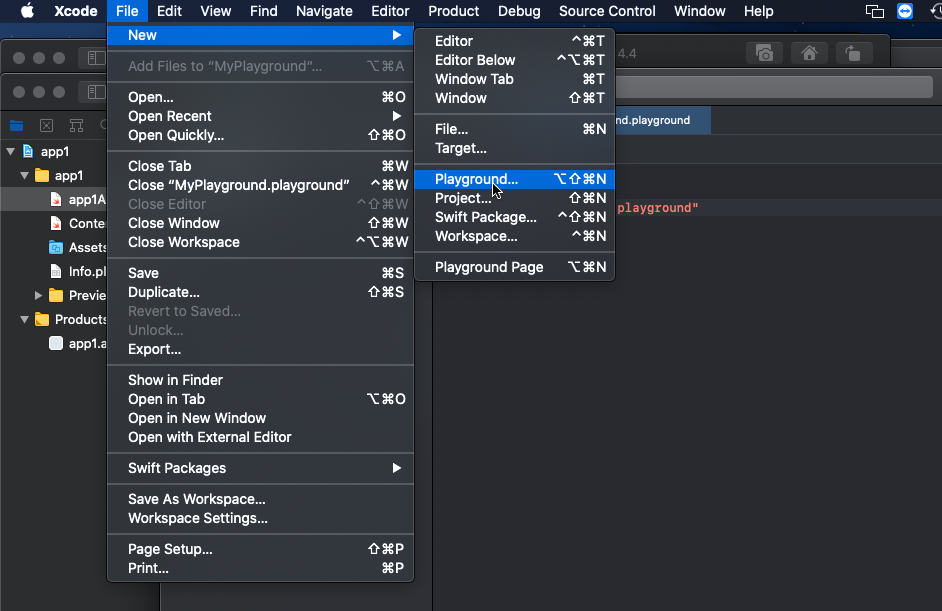 Xcode File Edit View Find Navigate Editor Product Debug Source Control Window Help
New
Add Files to “MyPlayground”... ⌥⌘A
Open... ⌘O
Open Recent
Open Quickly... ⇧⌘O
Close Tab ⌘W
Close “MyPlayground.playground” ^⌘W
Close Editor ^⇧⌘W
Close Window ⇧⌘W
Close Workspace ^⌥⌘W
Save ⌘S
Duplicate... ⇧⌘S
Revert to Saved...
Unlock...
Export...
Show in Finder
Open in Tab ⌥⌘O
Open in New Window
Open with External Editor
Swift Packages
Save As Workspace...
Workspace Settings...
Page Setup... ⇧⌘P
Print... ⌘P
Editor ^⌘T
Editor Below ^⌥⌘T
Window Tab ⌘T
Window ⇧⌘T
File... ⌘N
Target...
Playground... ⌥⇧⌘N
Project... ⇧⌘N
Swift Package... ^⇧⌘N
Workspace... ^⌘N
Playground Page ⌥⌘N
4.4
nd.playground
playground"
app1
app1
app1A
Conte
Assets
Info.pl
Previe
Products
app1.a